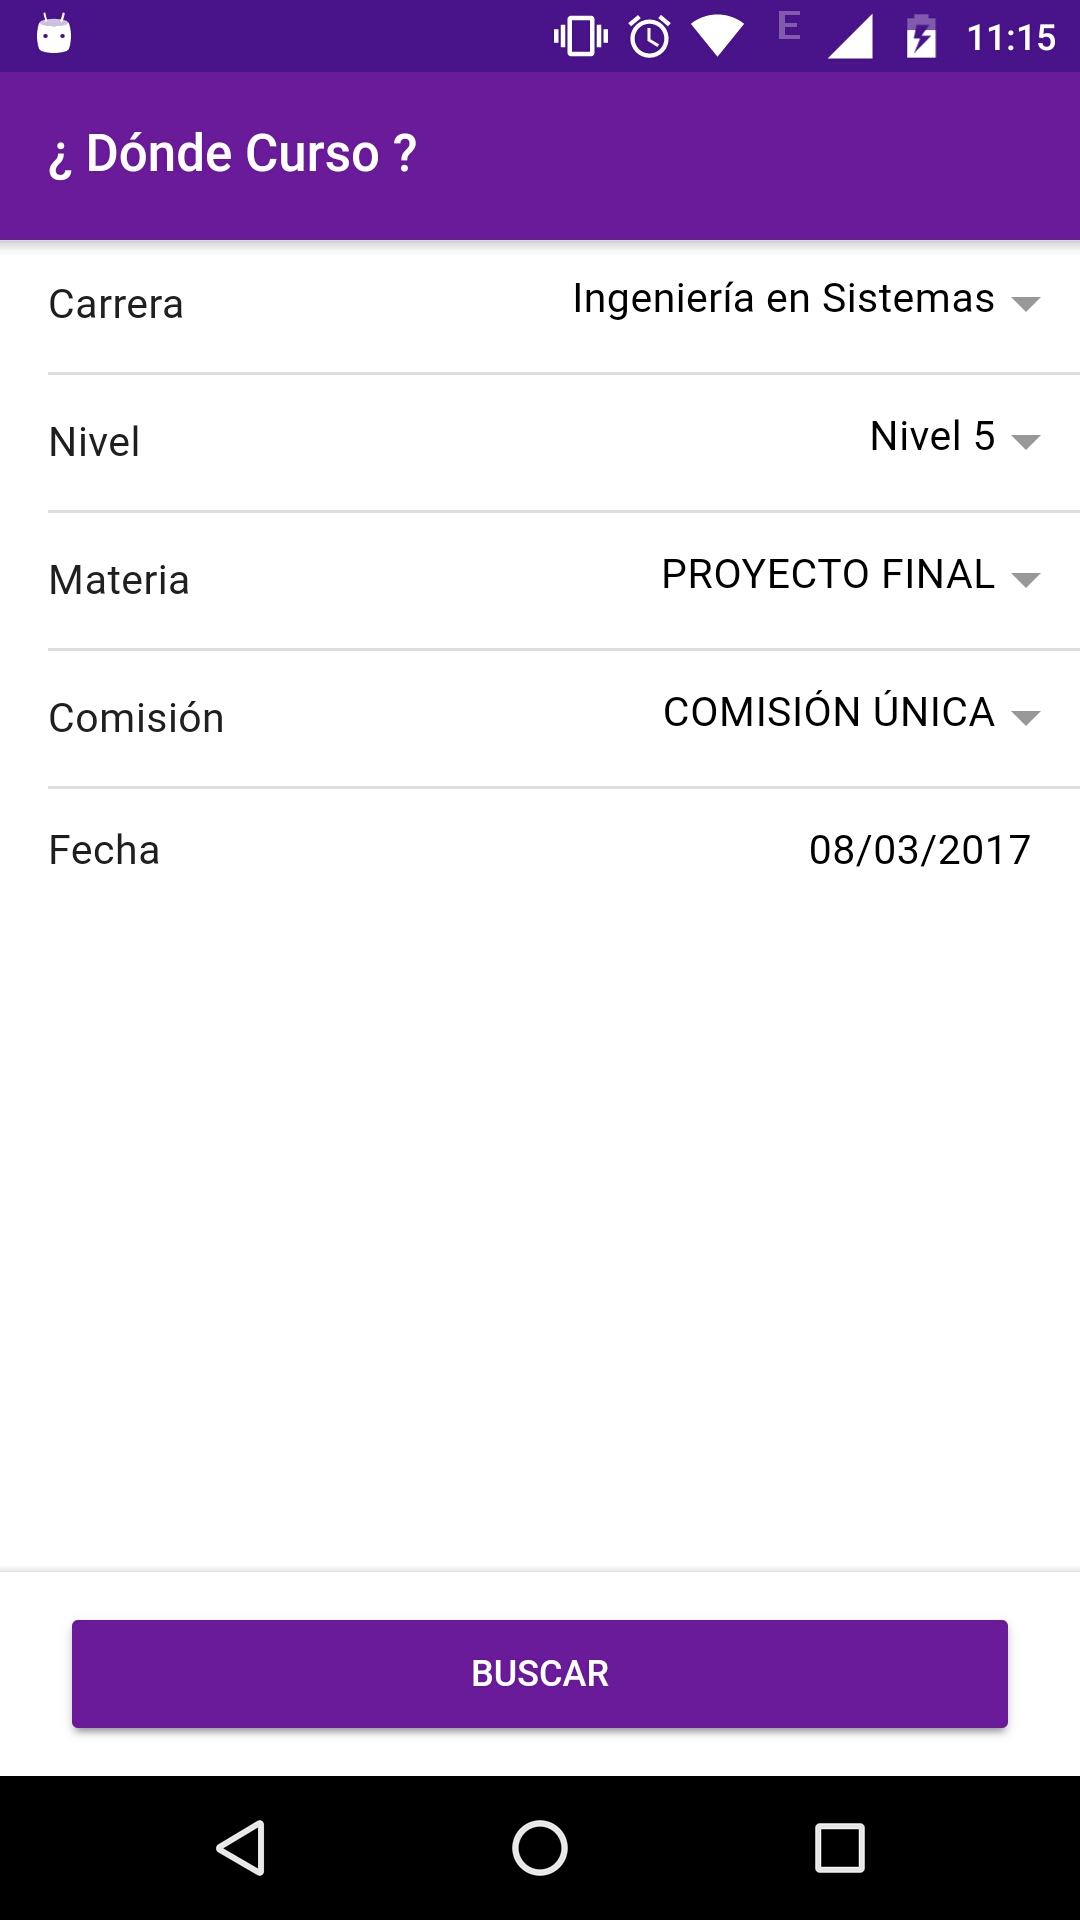 E 11:15
¿ Dónde Curso ?
Carrera Ingeniería en Sistemas
Nivel Nivel 5
Materia PROYECTO FINAL
Comisión COMISIÓN ÚNICA
Fecha 08/03/2017
BUSCAR